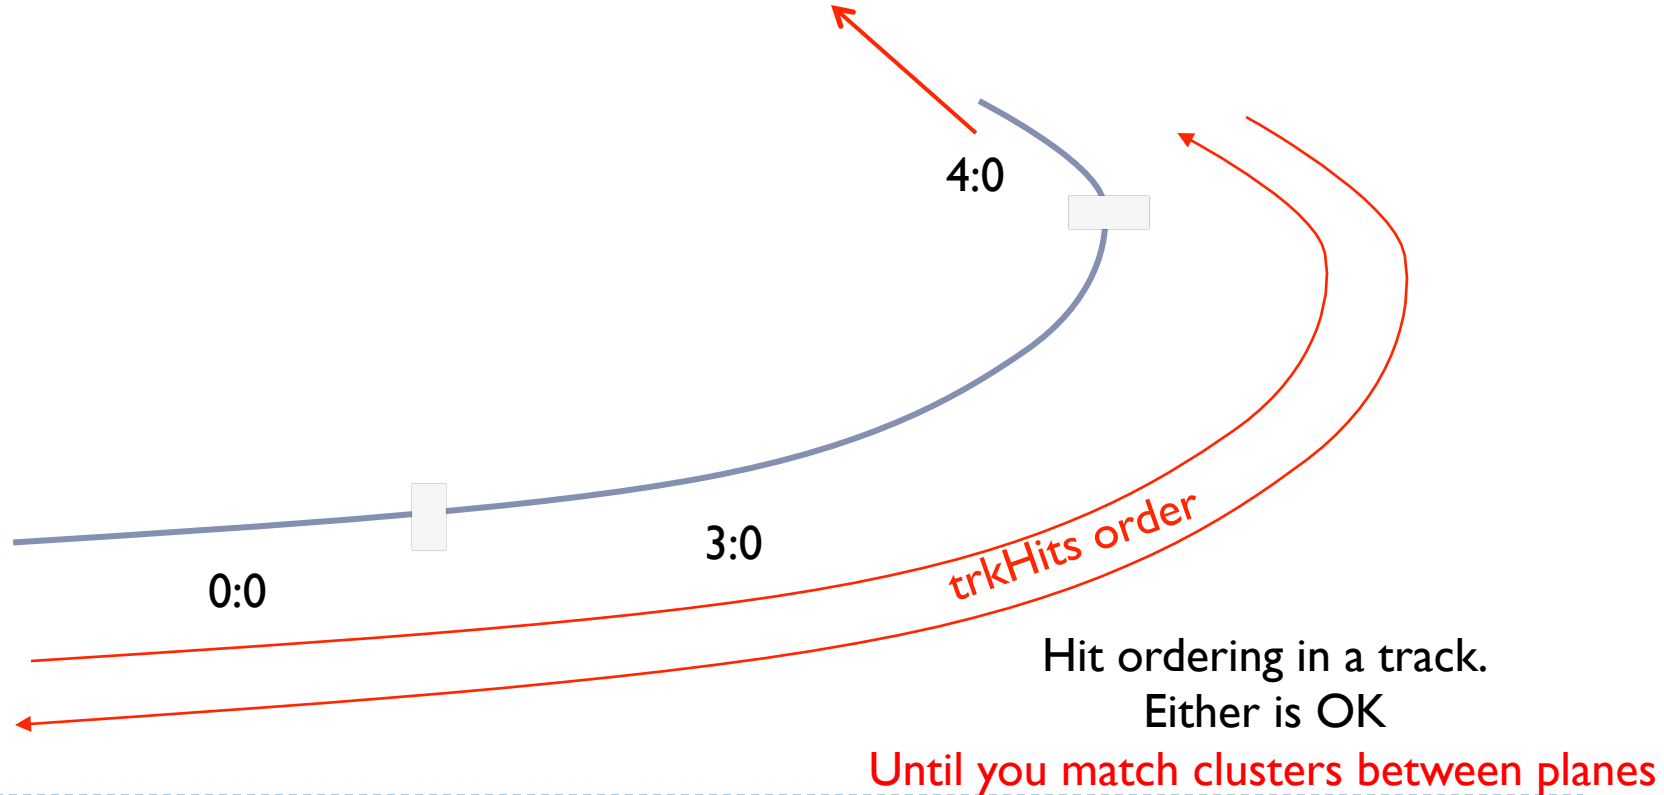 4:0
3:0
0:0
trkHits order
Hit ordering in a track.
Either is OK
Until you match clusters between planes